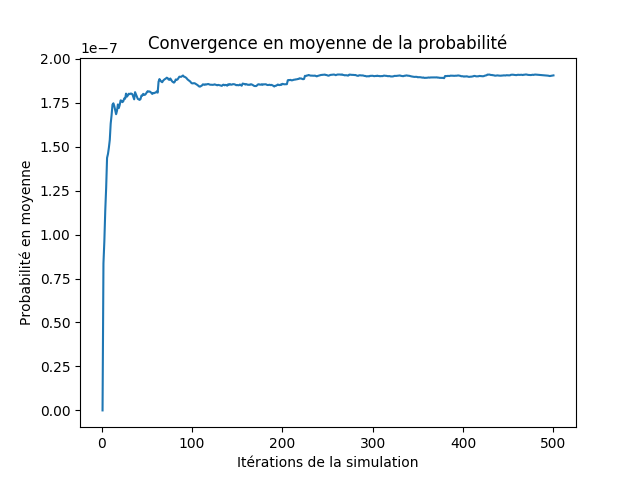 Convergence en moyenne de la probabilité
1e−7
2.00
1.75
1.50
1.25
1.00
0.75
0.50
0.25
0.00
Probabilité en moyenne
0 100 200 300 400 500
Itérations de la simulation